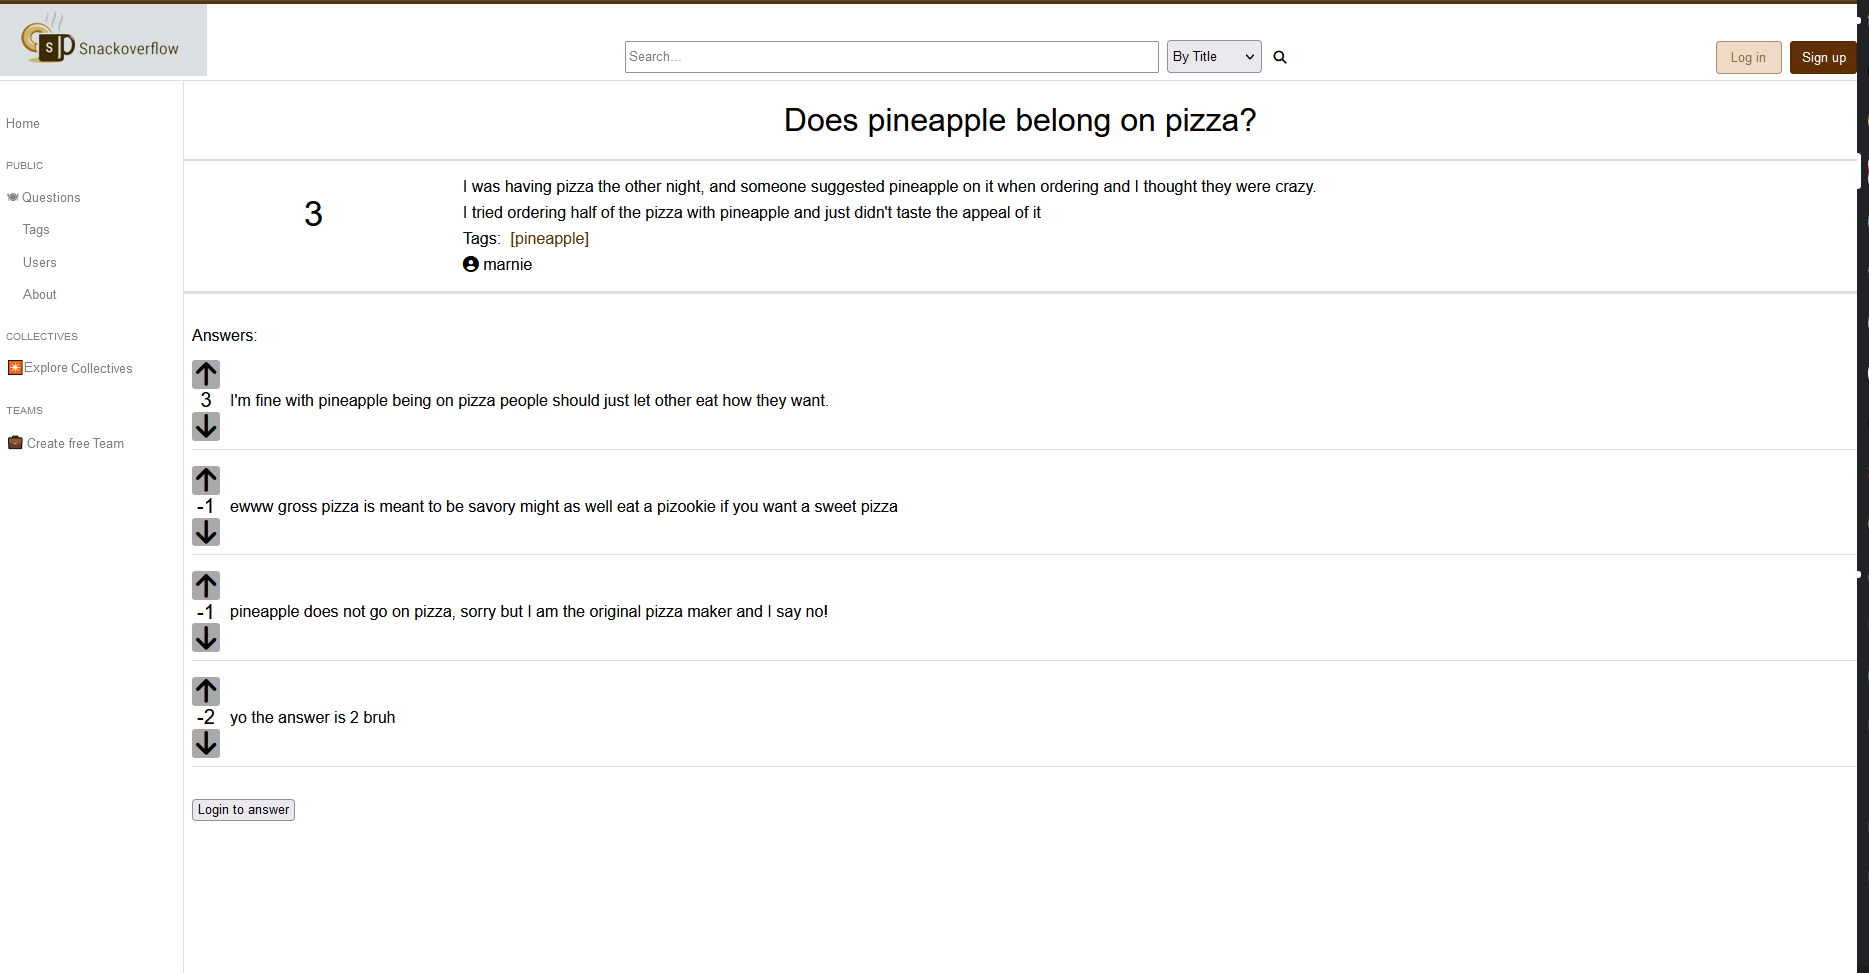 S
Snackoverflow
Search...
By Title
Log in
Sign up
Home
PUBLIC
Questions
Tags
Users
About
COLLECTIVES
Explore Collectives
TEAMS
Create free Team
Does pineapple belong on pizza?
3
I was having pizza the other night, and someone suggested pineapple on it when ordering and I thought they were crazy.
I tried ordering half of the pizza with pineapple and just didn't taste the appeal of it
Tags: [pineapple]
marnie
Answers:
3
I'm fine with pineapple being on pizza people should just let other eat how they want.
-1
ewww gross pizza is meant to be savory might as well eat a pizookie if you want a sweet pizza
-1
pineapple does not go on pizza, sorry but I am the original pizza maker and I say no!
-2
yo the answer is 2 bruh
Login to answer